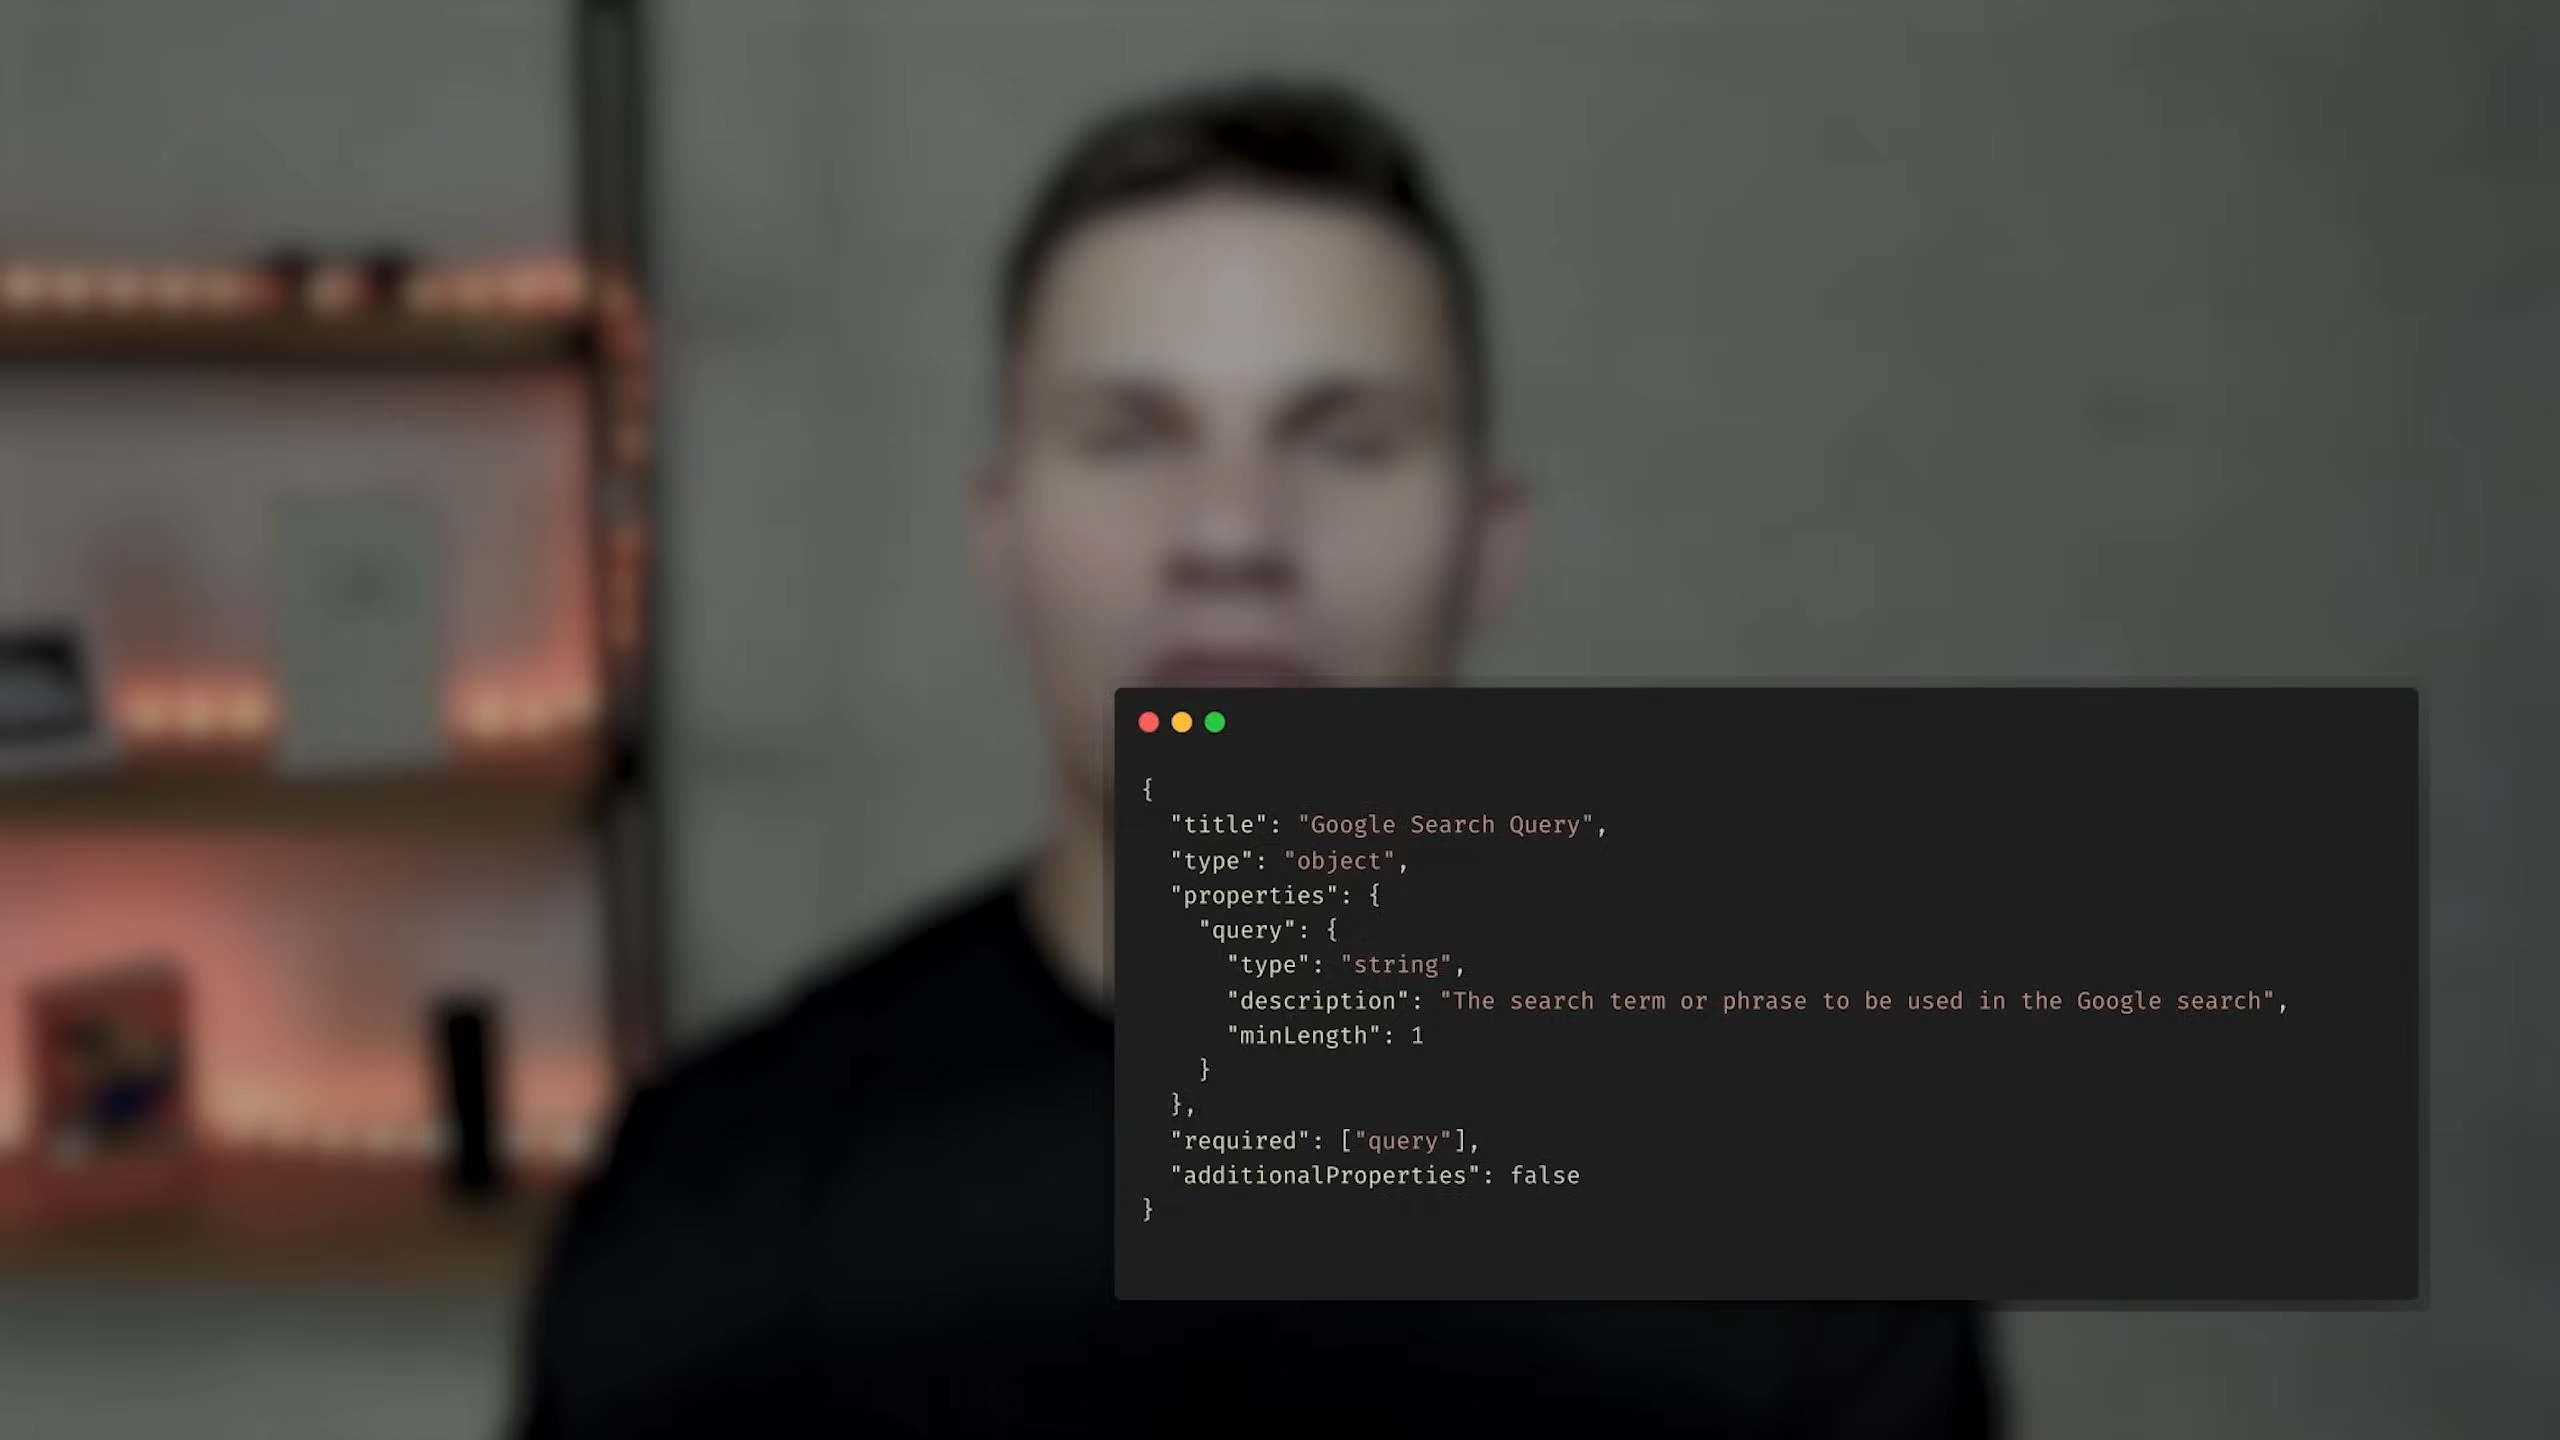 {
  "title": "Google Search Query",
  "type": "object",
  "properties": {
    "query": {
      "type": "string",
      "description": "The search term or phrase to be used in the Google search",
      "minLength": 1
    }
  },
  "required": ["query"],
  "additionalProperties": false
}